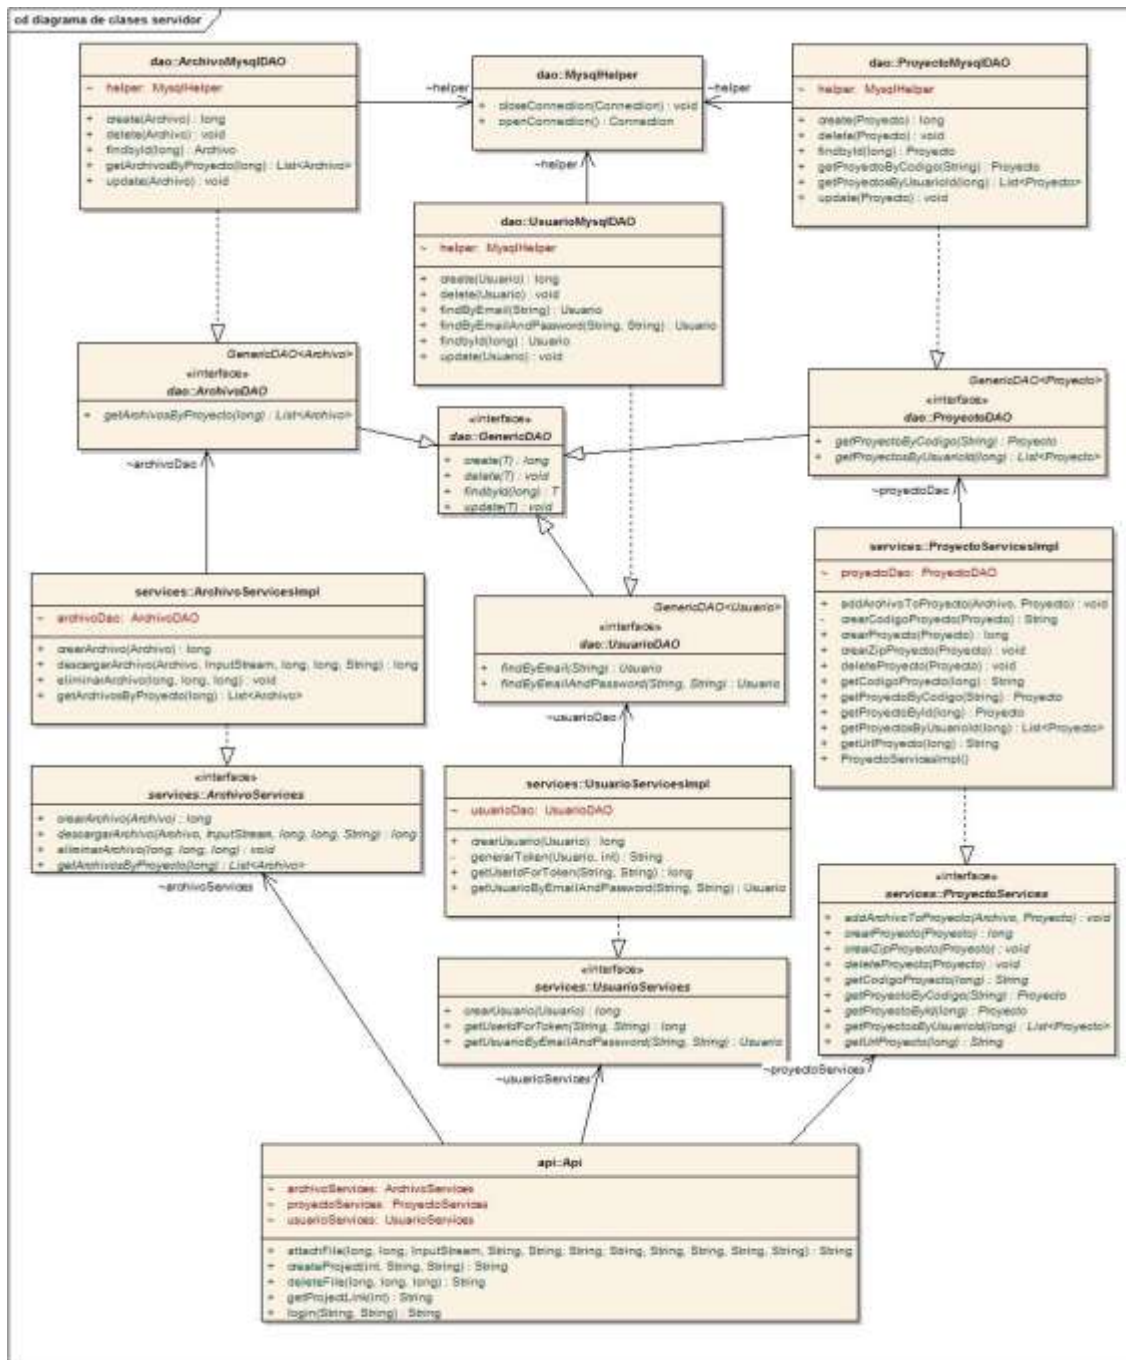 cd diagrama de clases servidor
dao::ArchivoMysqlDAO
~ helper: MysqlHelper
+ create(Archivo) : long
+ delete(Archivo) : void
+ findbyId(long) : Archivo
+ getArchivosByProyecto(long) : List<Archivo>
+ update(Archivo) : void
~helper
dao::MysqlHelper
+ closeConnection(Connection) : void
+ openConnection() : Connection
~helper
dao::ProyectoMysqlDAO
~ helper: MysqlHelper
+ create(Proyecto) : long
+ delete(Proyecto) : void
+ findbyId(long) : Proyecto
+ getProyectoByCodigo(String) : Proyecto
+ getProyectosByUsuarioId(long) : List<Proyecto>
+ update(Proyecto) : void
~helper
dao::UsuarioMysqlDAO
~ helper: MysqlHelper
+ create(Usuario) : long
+ delete(Usuario) : void
+ findByEmail(String) : Usuario
+ findByEmailAndPassword(String, String) : Usuario
+ findbyId(long) : Usuario
+ update(Usuario) : void
GenericDAO<Archivo>
«interface»
dao::ArchivoDAO
+ getArchivosByProyecto(long) : List<Archivo>
~archivoDao
«interface»
dao::GenericDAO
+ create(T) : long
+ delete(T) : void
+ findbyId(long) : T
+ update(T) : void
GenericDAO<Proyecto>
«interface»
dao::ProyectoDAO
+ getProyectoByCodigo(String) : Proyecto
+ getProyectosByUsuarioId(long) : List<Proyecto>
~proyectoDao
services::ArchivoServicesImpl
~ archivoDao: ArchivoDAO
+ crearArchivo(Archivo) : long
+ descargarArchivo(Archivo, InputStream, long, long, String) : long
+ eliminarArchivo(long, long, long) : void
+ getArchivosByProyecto(long) : List<Archivo>
GenericDAO<Usuario>
«interface»
dao::UsuarioDAO
+ findByEmail(String) : Usuario
+ findByEmailAndPassword(String, String) : Usuario
~usuarioDao
services::ProyectoServicesImpl
~ proyectoDao: ProyectoDAO
+ addArchivoToProyecto(Archivo, Proyecto) : void
- crearCodigoProyecto(Proyecto) : String
+ crearProyecto(Proyecto) : long
+ crearZipProyecto(Proyecto) : void
+ deleteProyecto(Proyecto) : void
+ getCodigoProyecto(long) : String
+ getProyectoByCodigo(String) : Proyecto
+ getProyectoById(long) : Proyecto
+ getProyectosByUsuarioId(long) : List<Proyecto>
+ getUrlProyecto(long) : String
+ ProyectoServicesImpl()
«interface»
services::ArchivoServices
+ crearArchivo(Archivo) : long
+ descargarArchivo(Archivo, InputStream, long, long, String) : long
+ eliminarArchivo(long, long, long) : void
+ getArchivosByProyecto(long) : List<Archivo>
~archivoServices
services::UsuarioServicesImpl
~ usuarioDao: UsuarioDAO
+ crearUsuario(Usuario) : long
- generarToken(Usuario, int) : String
+ getUserIdForToken(String, String) : long
+ getUsuarioByEmailAndPassword(String, String) : Usuario
«interface»
services::ProyectoServices
+ addArchivoToProyecto(Archivo, Proyecto) : void
+ crearProyecto(Proyecto) : long
+ crearZipProyecto(Proyecto) : void
+ deleteProyecto(Proyecto) : void
+ getCodigoProyecto(long) : String
+ getProyectoByCodigo(String) : Proyecto
+ getProyectoById(long) : Proyecto
+ getProyectosByUsuarioId(long) : List<Proyecto>
+ getUrlProyecto(long) : String
~proyectoServices
«interface»
services::UsuarioServices
+ crearUsuario(Usuario) : long
+ getUserIdForToken(String, String) : long
+ getUsuarioByEmailAndPassword(String, String) : Usuario
~usuarioServices
api::Api
~ archivoServices: ArchivoServices
~ proyectoServices: ProyectoServices
~ usuarioServices: UsuarioServices
+ attachFile(long, long, InputStream, String, String, String, String, String, String, String, String) : String
+ createProject(int, String, String) : String
+ deleteFile(long, long, long) : String
+ getProjectLink(int) : String
+ login(String, String) : String